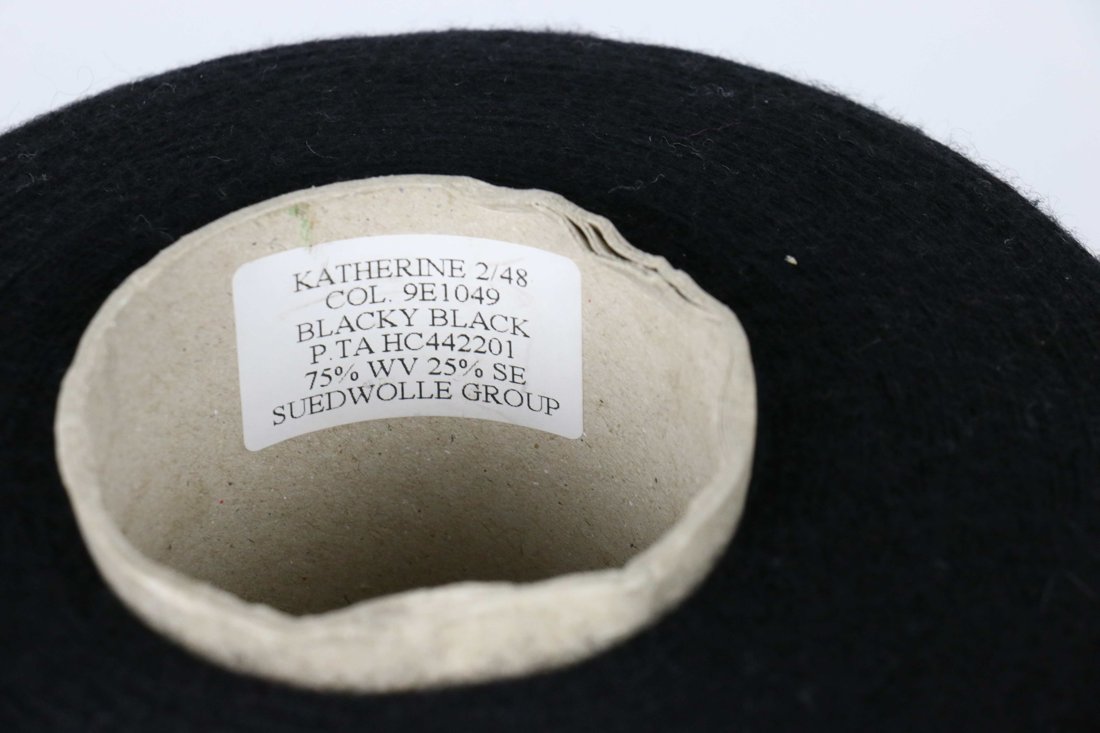 KATHERINE 2/48
COL. 9E1049
BLACKY BLACK
P.TA HC442201
75% WV 25% SE
SUEDWOLLE GROUP